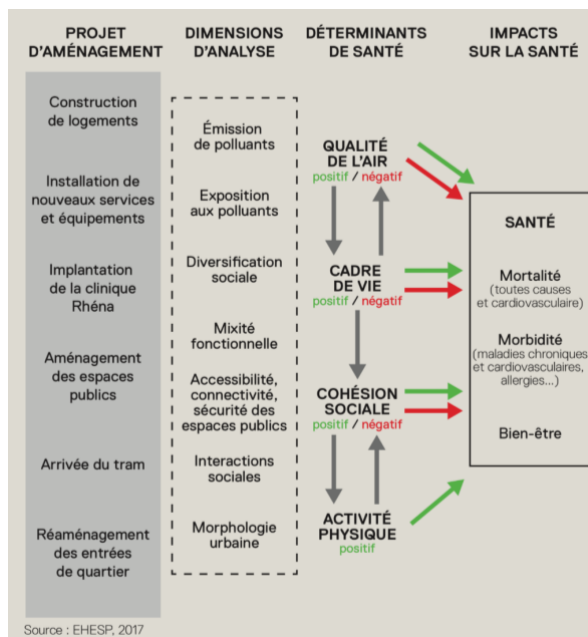 PROJET
D'AMÉNAGEMENT
DIMENSIONS
D'ANALYSE
DÉTERMINANTS
DE SANTÉ
IMPACTS
SUR LA SANTÉ
Construction
de logements
Installation de
nouveaux services
et équipements
Implantation
de la clinique
Rhéna
Aménagement
des espaces
publics
Arrivée du tram
Réaménagement
des entrées
de quartier
Émission
de polluants
Exposition
aux polluants
Diversification
sociale
Mixité
fonctionnelle
Accessibilité,
connectivité,
sécurité des
espaces publics
Interactions
sociales
Morphologie
urbaine
QUALITÉ
DE L'AIR
positif / négatif
CADRE
DE VIE
positif / négatif
COHÉSION
SOCIALE
positif / négatif
ACTIVITÉ
PHYSIQUE
positif
SANTÉ
Mortalité
(toutes causes
et cardiovasculaire)
Morbidité
(maladies chroniques
et cardiovasculaires,
allergies...)
Bien-être
Source : EHESP, 2017